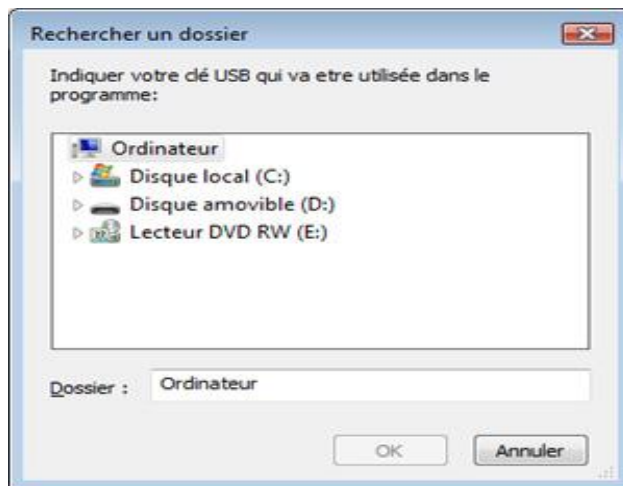 Rechercher un dossier
Indiquer votre clé USB qui va etre utilisée dans le
programme:
Ordinateur
Disque local (C:)
Disque amovible (D:)
Lecteur DVD RW (E:)
Dossier : Ordinateur
OK Annuler